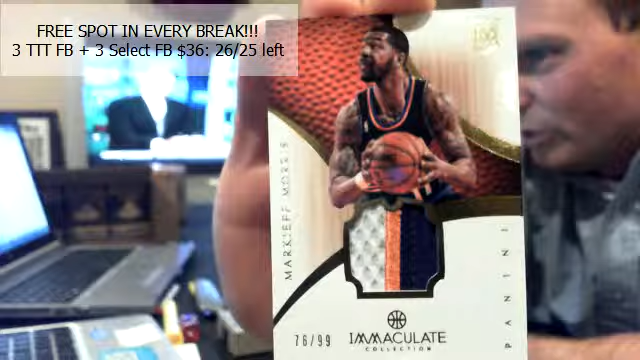 FREE SPOT IN EVERY BREAK!!!
3 TTT FB + 3 Select FB $36: 26/25 left
MARKIEFF MORRIS
PANINI
76/99
IMMACULATE
COLLECTION